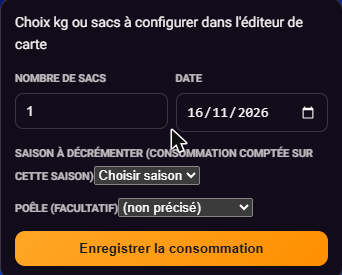 Choix kg ou sacs à configurer dans l'éditeur de
carte
NOMBRE DE SACS
DATE
1
16/11/2026
SAISON À DÉCRÉMENTER (CONSOMMATION COMPTÉE SUR
CETTE SAISON) Choisir saison
POÊLE (FACULTATIF) (non précisé)
Enregistrer la consommation